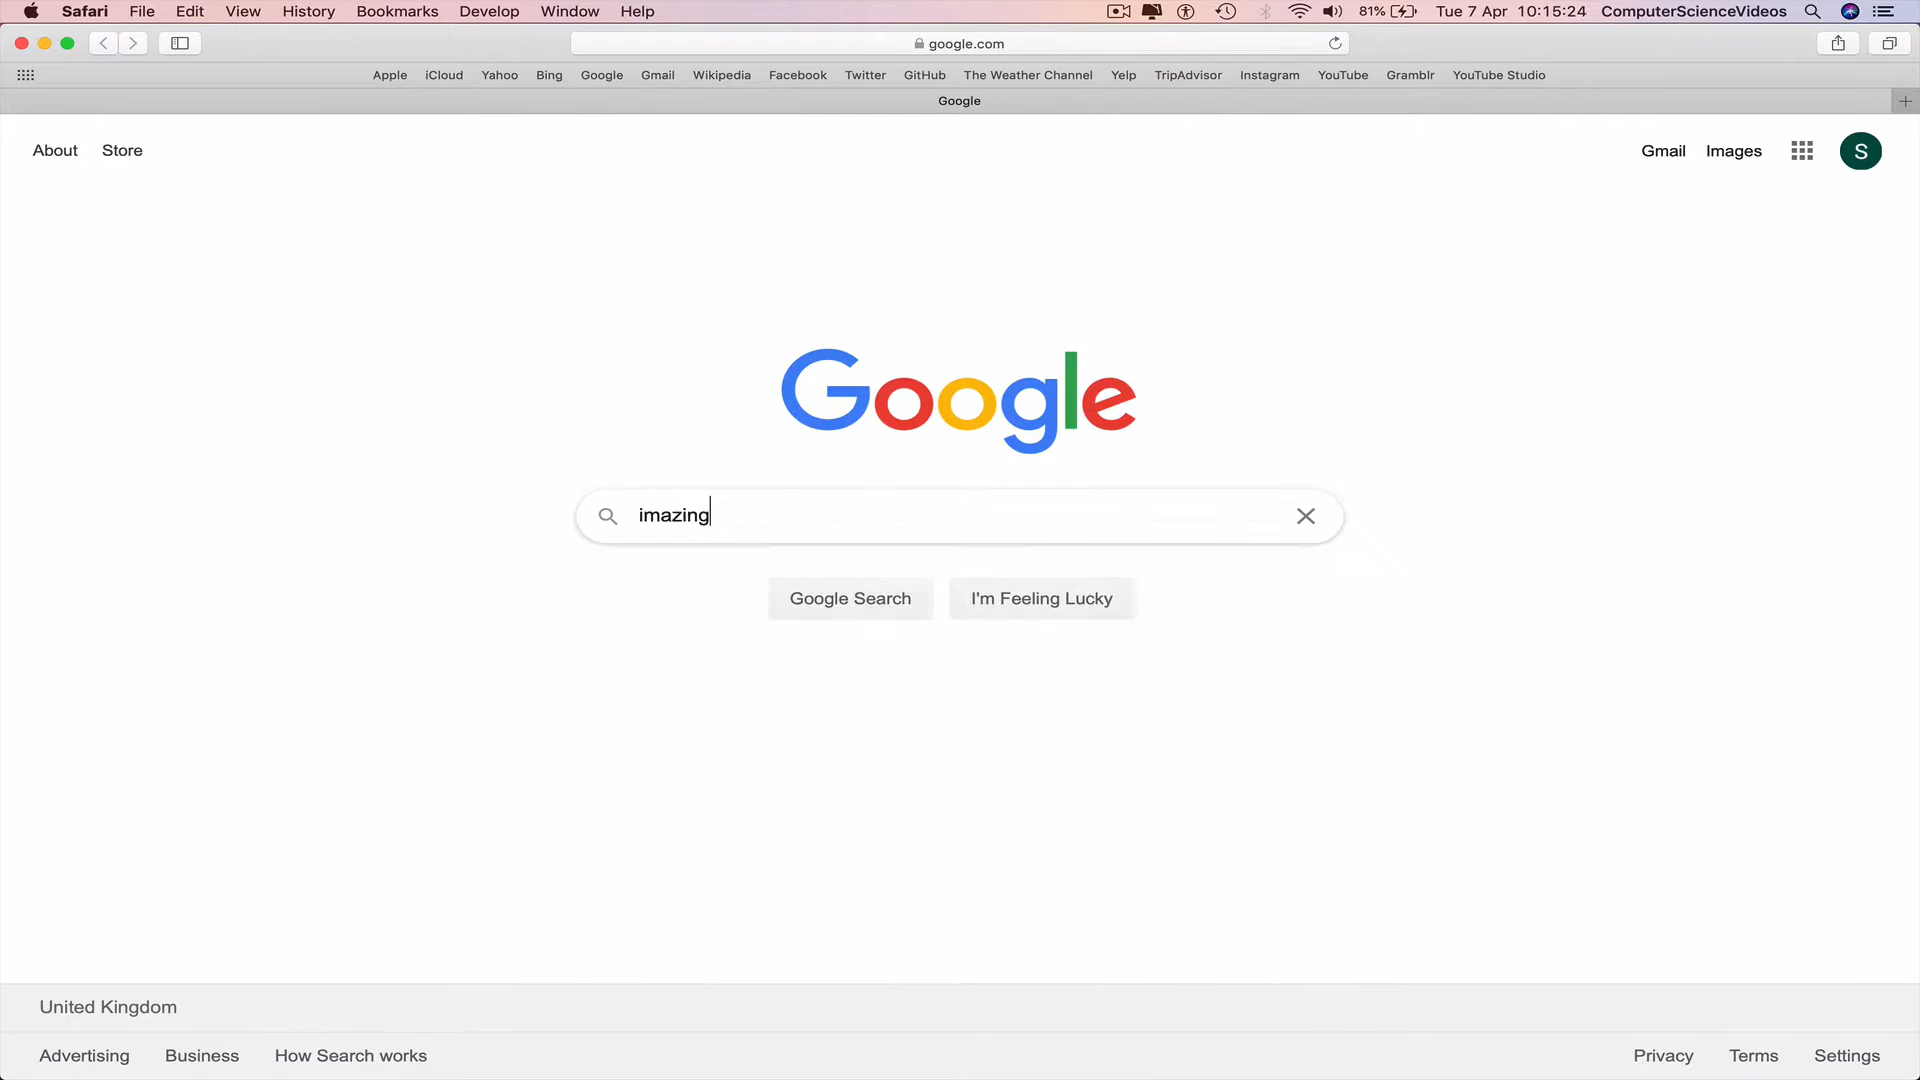 Safari File Edit View History Bookmarks Develop Window Help 81% Tue 7 Apr 10:15:24 ComputerScienceVideos
google.com
Apple iCloud Yahoo Bing Google Gmail Wikipedia Facebook Twitter GitHub The Weather Channel Yelp TripAdvisor Instagram YouTube Gramblr YouTube Studio
Google
About Store Gmail Images S
Google
imazing
Google Search I'm Feeling Lucky
United Kingdom
Advertising Business How Search works Privacy Terms Settings